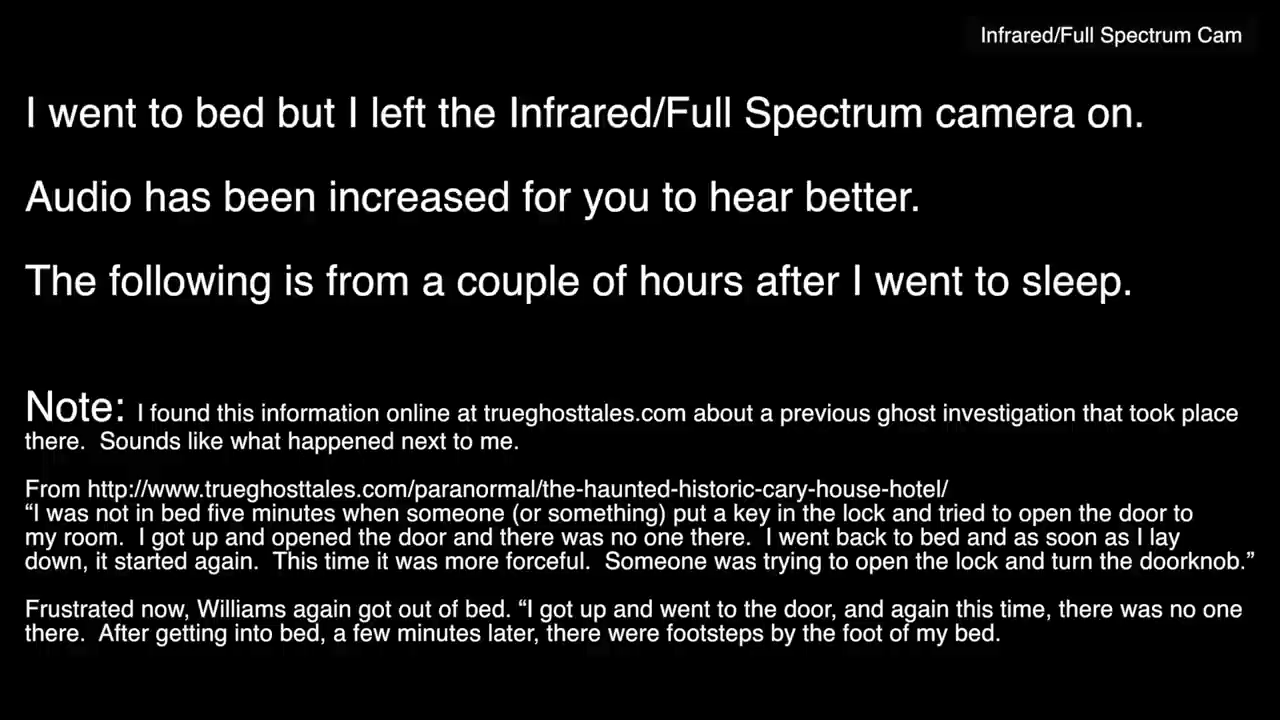 Infrared/Full Spectrum Cam
I went to bed but I left the Infrared/Full Spectrum camera on.
Audio has been increased for you to hear better.
The following is from a couple of hours after I went to sleep.
Note: I found this information online at trueghosttales.com about a previous ghost investigation that took place
there.  Sounds like what happened next to me.
From http://www.trueghosttales.com/paranormal/the-haunted-historic-cary-house-hotel/
“I was not in bed five minutes when someone (or something) put a key in the lock and tried to open the door to
my room.  I got up and opened the door and there was no one there.  I went back to bed and as soon as I lay
down, it started again.  This time it was more forceful.  Someone was trying to open the lock and turn the doorknob.”
Frustrated now, Williams again got out of bed. “I got up and went to the door, and again this time, there was no one
there.  After getting into bed, a few minutes later, there were footsteps by the foot of my bed.